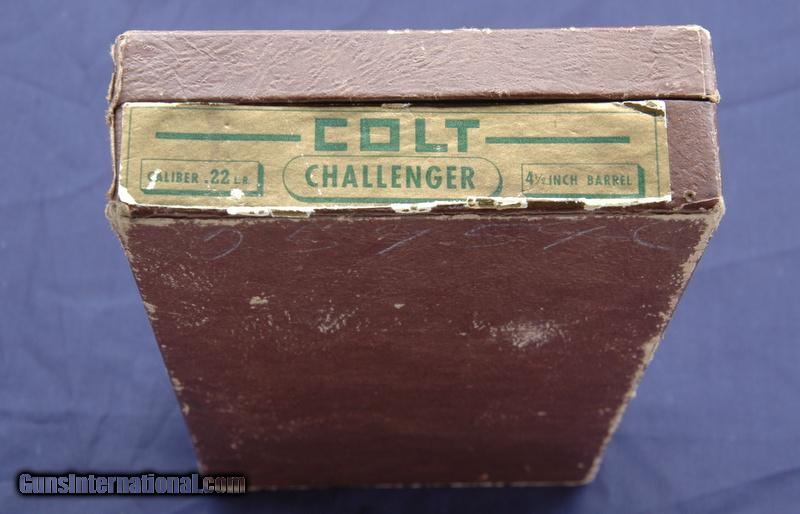 COLT
CALIBER .22 L.R. CHALLENGER 4½ INCH BARREL
GunsInternational.com